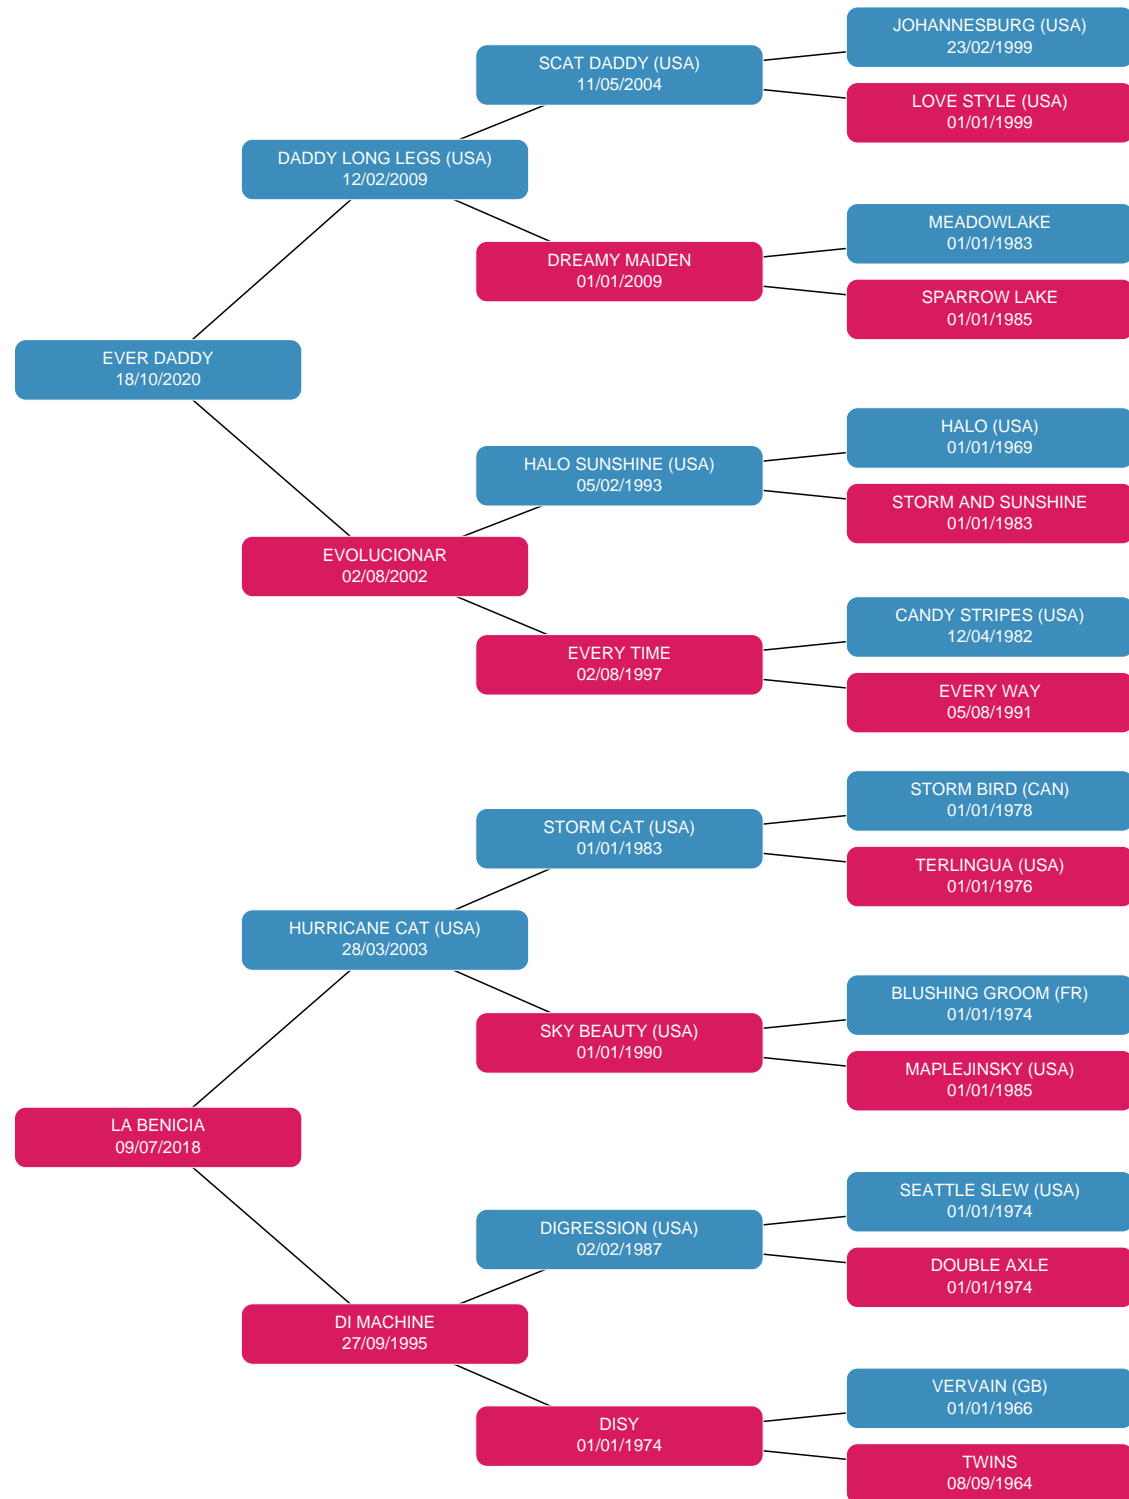 JOHANNESBURG (USA)
23/02/1999
SCAT DADDY (USA)
11/05/2004
LOVE STYLE (USA)
01/01/1999
DADDY LONG LEGS (USA)
12/02/2009
MEADOWLAKE
01/01/1983
DREAMY MAIDEN
01/01/2009
SPARROW LAKE
01/01/1985
EVER DADDY
18/10/2020
HALO (USA)
01/01/1969
HALO SUNSHINE (USA)
05/02/1993
STORM AND SUNSHINE
01/01/1983
EVOLUCIONAR
02/08/2002
CANDY STRIPES (USA)
12/04/1982
EVERY TIME
02/08/1997
EVERY WAY
05/08/1991
STORM BIRD (CAN)
01/01/1978
STORM CAT (USA)
01/01/1983
TERLINGUA (USA)
01/01/1976
HURRICANE CAT (USA)
28/03/2003
BLUSHING GROOM (FR)
01/01/1974
SKY BEAUTY (USA)
01/01/1990
MAPLEJINSKY (USA)
01/01/1985
LA BENICIA
09/07/2018
SEATTLE SLEW (USA)
01/01/1974
DIGRESSION (USA)
02/02/1987
DOUBLE AXLE
01/01/1974
DI MACHINE
27/09/1995
VERVAIN (GB)
01/01/1966
DISY
01/01/1974
TWINS
08/09/1964